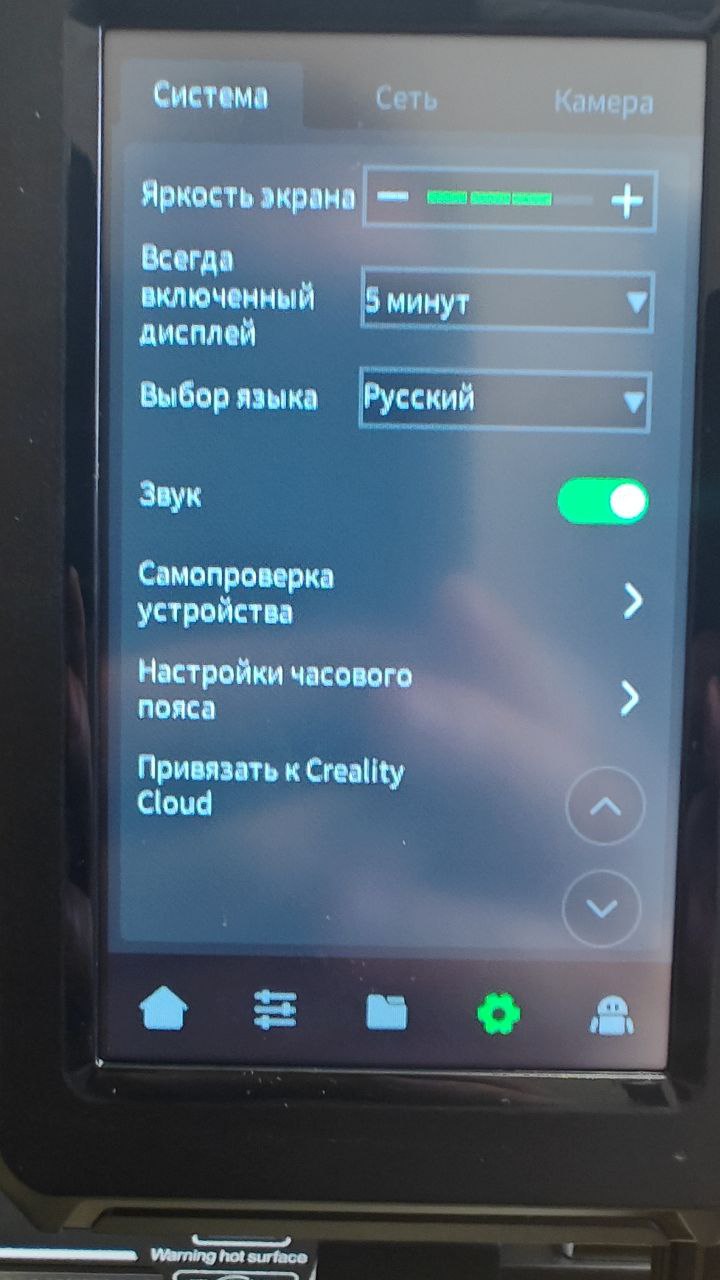 Система
Сеть
Камера
Яркость экрана
Всегда
включенный
дисплей
5 минут
Выбор языка
Русский
Звук
Самопроверка
устройства
Настройки часового
пояса
Привязать к Creality
Cloud
Warning hot surface